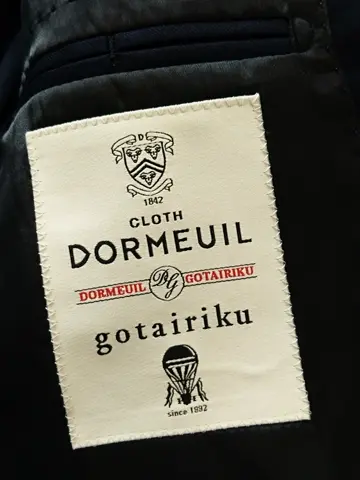 D
1842
CLOTH
DORMEUIL
DORMEUIL DG GOTAIRIKU
gotairiku
since 1892